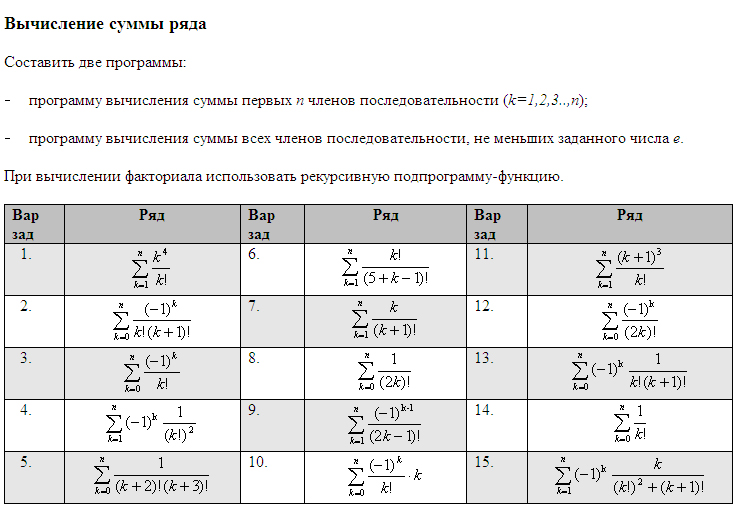 Вычисление суммы ряда
Составить две программы:
- программу вычисления суммы первых n членов последовательности (k=1,2,3..,n);
- программу вычисления суммы всех членов последовательности, не меньших заданного числа e.
При вычислении факториала использовать рекурсивную подпрограмму-функцию.
Вар зад Ряд Вар зад Ряд Вар зад Ряд
1. \sum_{k=1}^{n} \frac{k^4}{k!} 6. \sum_{k=1}^{n} \frac{k!}{(5+k-1)!} 11. \sum_{k=1}^{n} \frac{(k+1)^3}{k!}
2. \sum_{k=0}^{n} \frac{(-1)^k}{k!(k+1)!} 7. \sum_{k=1}^{n} \frac{k}{(k+1)!} 12. \sum_{k=0}^{n} \frac{(-1)^k}{(2k)!}
3. \sum_{k=0}^{n} \frac{(-1)^k}{k!} 8. \sum_{k=0}^{n} \frac{1}{(2k)!} 13. \sum_{k=0}^{n} (-1)^k \frac{1}{k!(k+1)!}
4. \sum_{k=1}^{n} (-1)^k \frac{1}{(k!)^2} 9. \sum_{k=1}^{n} \frac{(-1)^{k-1}}{(2k-1)!} 14. \sum_{k=0}^{n} \frac{1}{k!}
5. \sum_{k=0}^{n} \frac{1}{(k+2)!(k+3)!} 10. \sum_{k=0}^{n} \frac{(-1)^k}{k!} \cdot k 15. \sum_{k=1}^{n} (-1)^k \frac{k}{(k!)^2+(k+1)!}